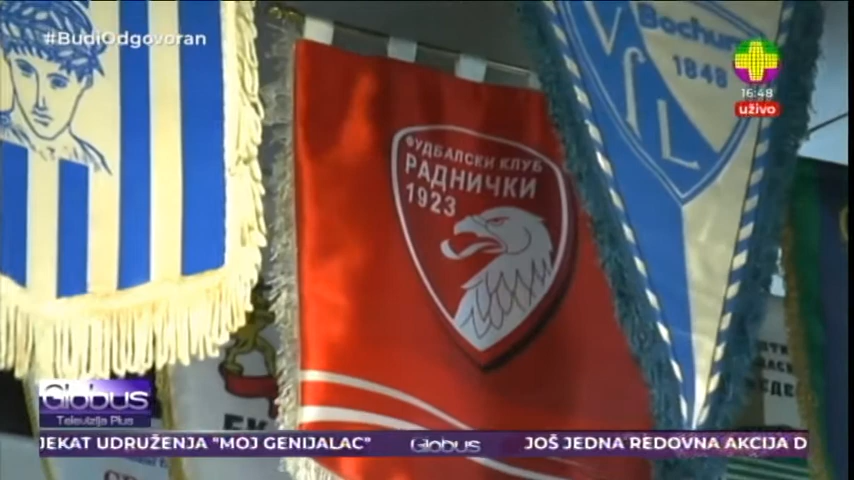 #BudiOdgovoran
Bochum
1848
VfL
16:48
uživo
ФУДБАЛСКИ КЛУБ
РАДНИЧКИ
1923
Globus
Televizija Plus
JEKAT UDRUŽENJA "MOJ GENIJALAC" Globus JOŠ JEDNA REDOVNA AKCIJA D